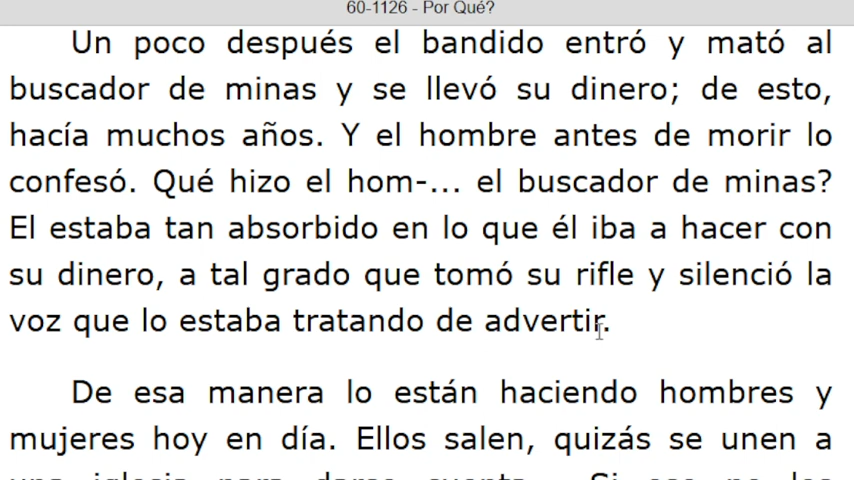 60-1126 - Por Qué?
Un poco después el bandido entró y mató al
buscador de minas y se llevó su dinero; de esto,
hacía muchos años. Y el hombre antes de morir lo
confesó. Qué hizo el hom-... el buscador de minas?
El estaba tan absorbido en lo que él iba a hacer con
su dinero, a tal grado que tomó su rifle y silenció la
voz que lo estaba tratando de advertir.
De esa manera lo están haciendo hombres y
mujeres hoy en día. Ellos salen, quizás se unen a